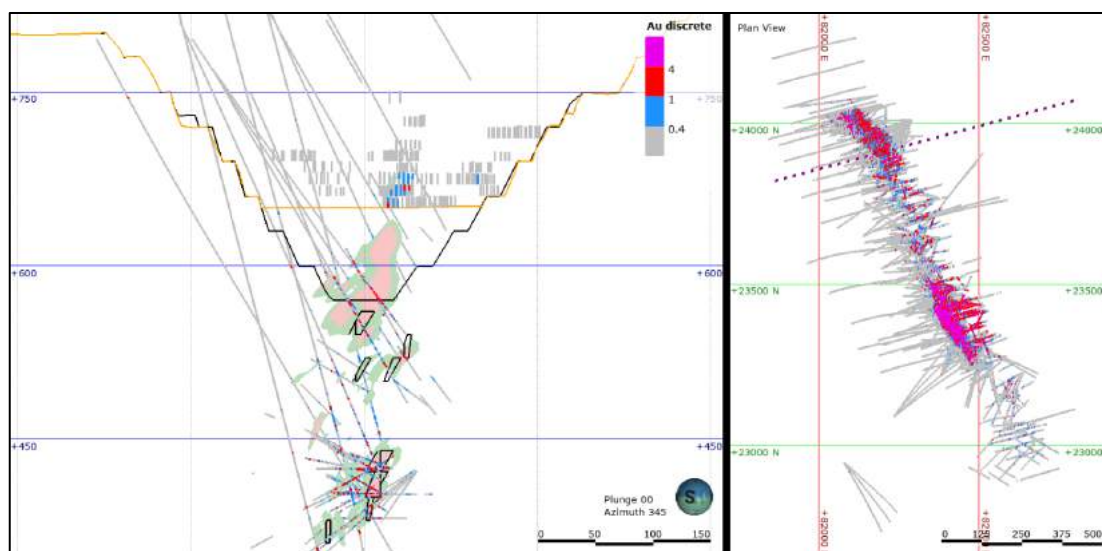 Au discrete
4
1
0.4
+750
+750
+600
+450
+450
Plunge 00
Azimuth 345
S
0 50 100 150
Plan View
+82000 E
+82500 E
+24000 N
+24000
+23500 N
+23500
+23000 N
+23000
+82000
0 125 250 375 500